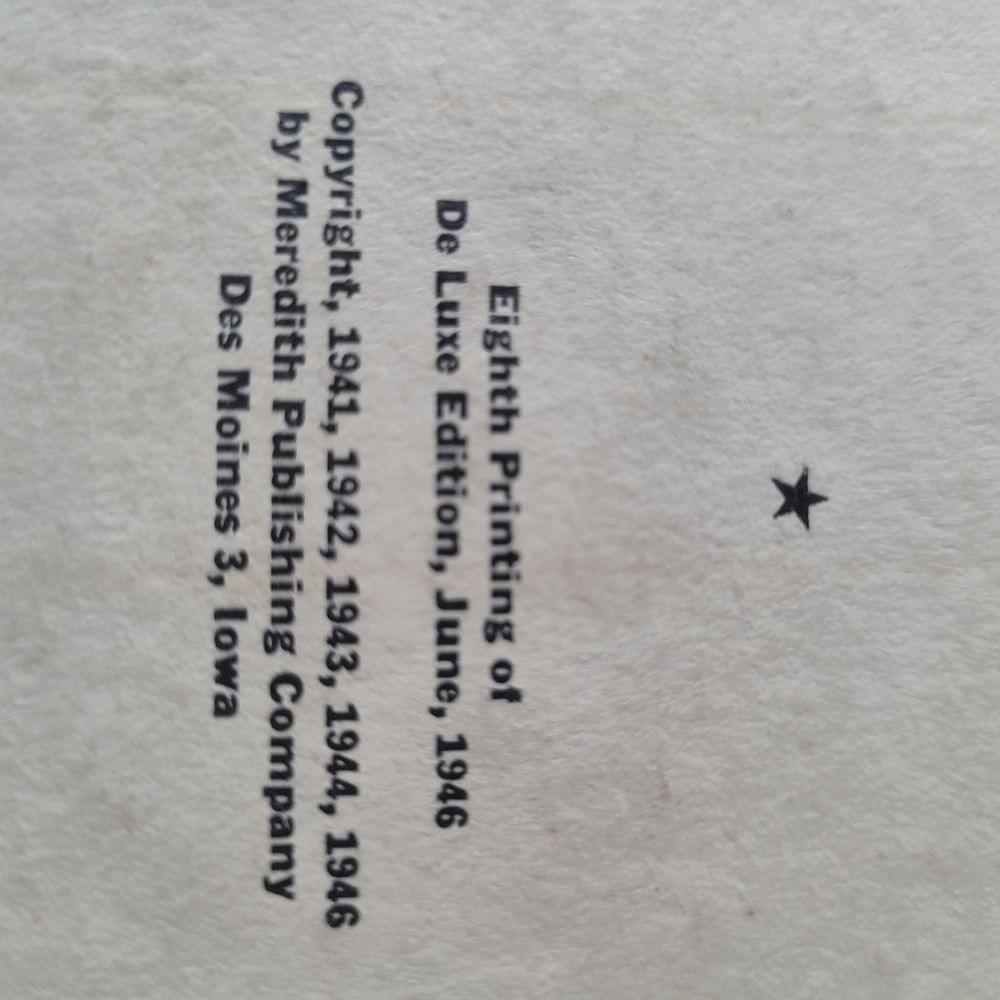 Eighth Printing of
De Luxe Edition, June, 1946
Copyright, 1941, 1942, 1943, 1944, 1946
by Meredith Publishing Company
Des Moines 3, Iowa